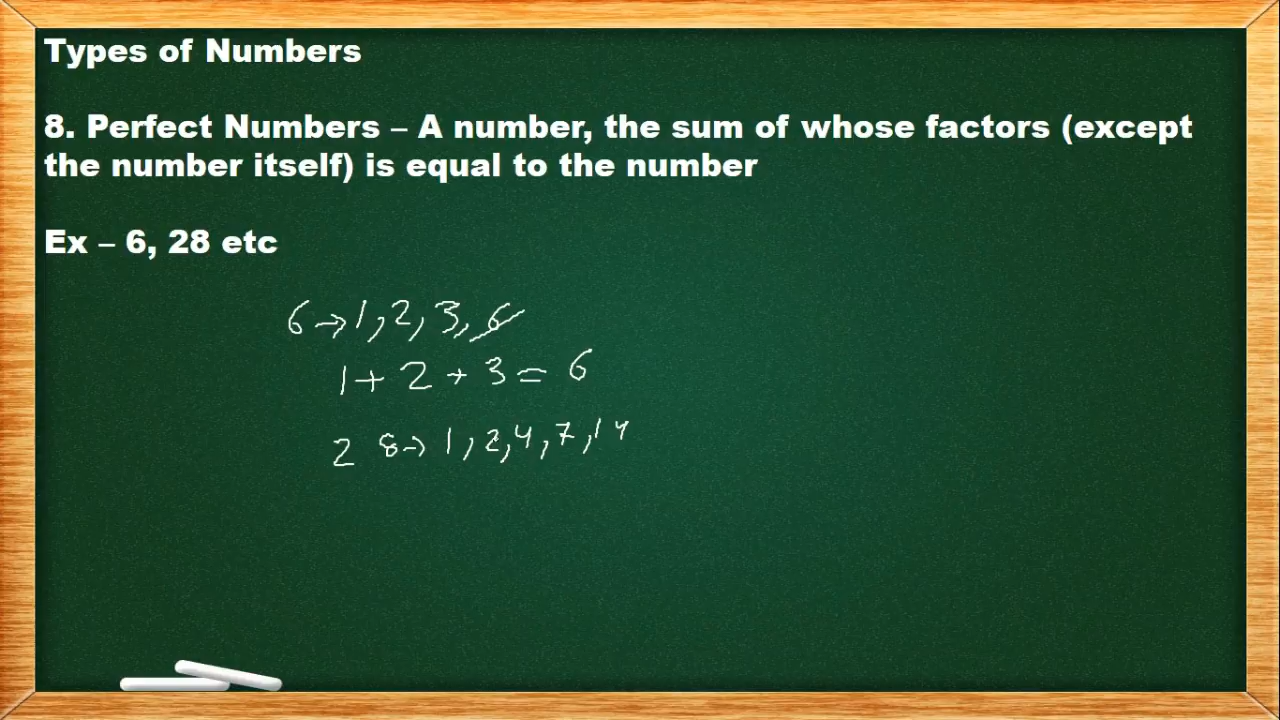 Types of Numbers
8. Perfect Numbers – A number, the sum of whose factors (except
the number itself) is equal to the number
Ex – 6, 28 etc
6→1,2,3,6
1+2+3=6
28→1,2,4,7,14